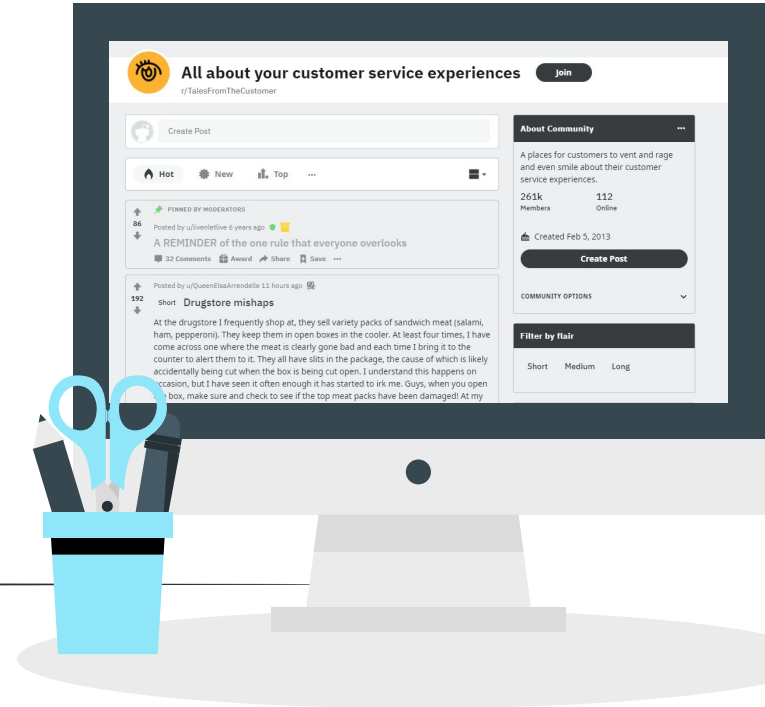 All about your customer service experiences
Join
r/TalesFromTheCustomer
Create Post
Hot
New
Top
PINNED BY MODERATORS
86
Posted by u/livenletlive 6 years ago
A REMINDER of the one rule that everyone overlooks
32 Comments Award Share Save
Posted by u/QueenElsaArrendelle 11 hours ago
192
Short Drugstore mishaps
At the drugstore I frequently shop at, they sell variety packs of sandwich meat (salami,
ham, pepperoni). They keep them in open boxes in the cooler. At least four times, I have
come across one where the meat is clearly gone bad and each time I bring it to the
counter to alert them to it. They all have slits in the package, the cause of which is likely
accidentally being cut when the box is being cut open. I understand this happens on
occasion, but I have seen it often enough it has started to irk me. Guys, when you open
box, make sure and check to see if the top meat packs have been damaged! At my
About Community
A places for customers to vent and rage
and even smile about their customer
service experiences.
261k 112
Members Online
Created Feb 5, 2013
Create Post
COMMUNITY OPTIONS
Filter by flair
Short Medium Long